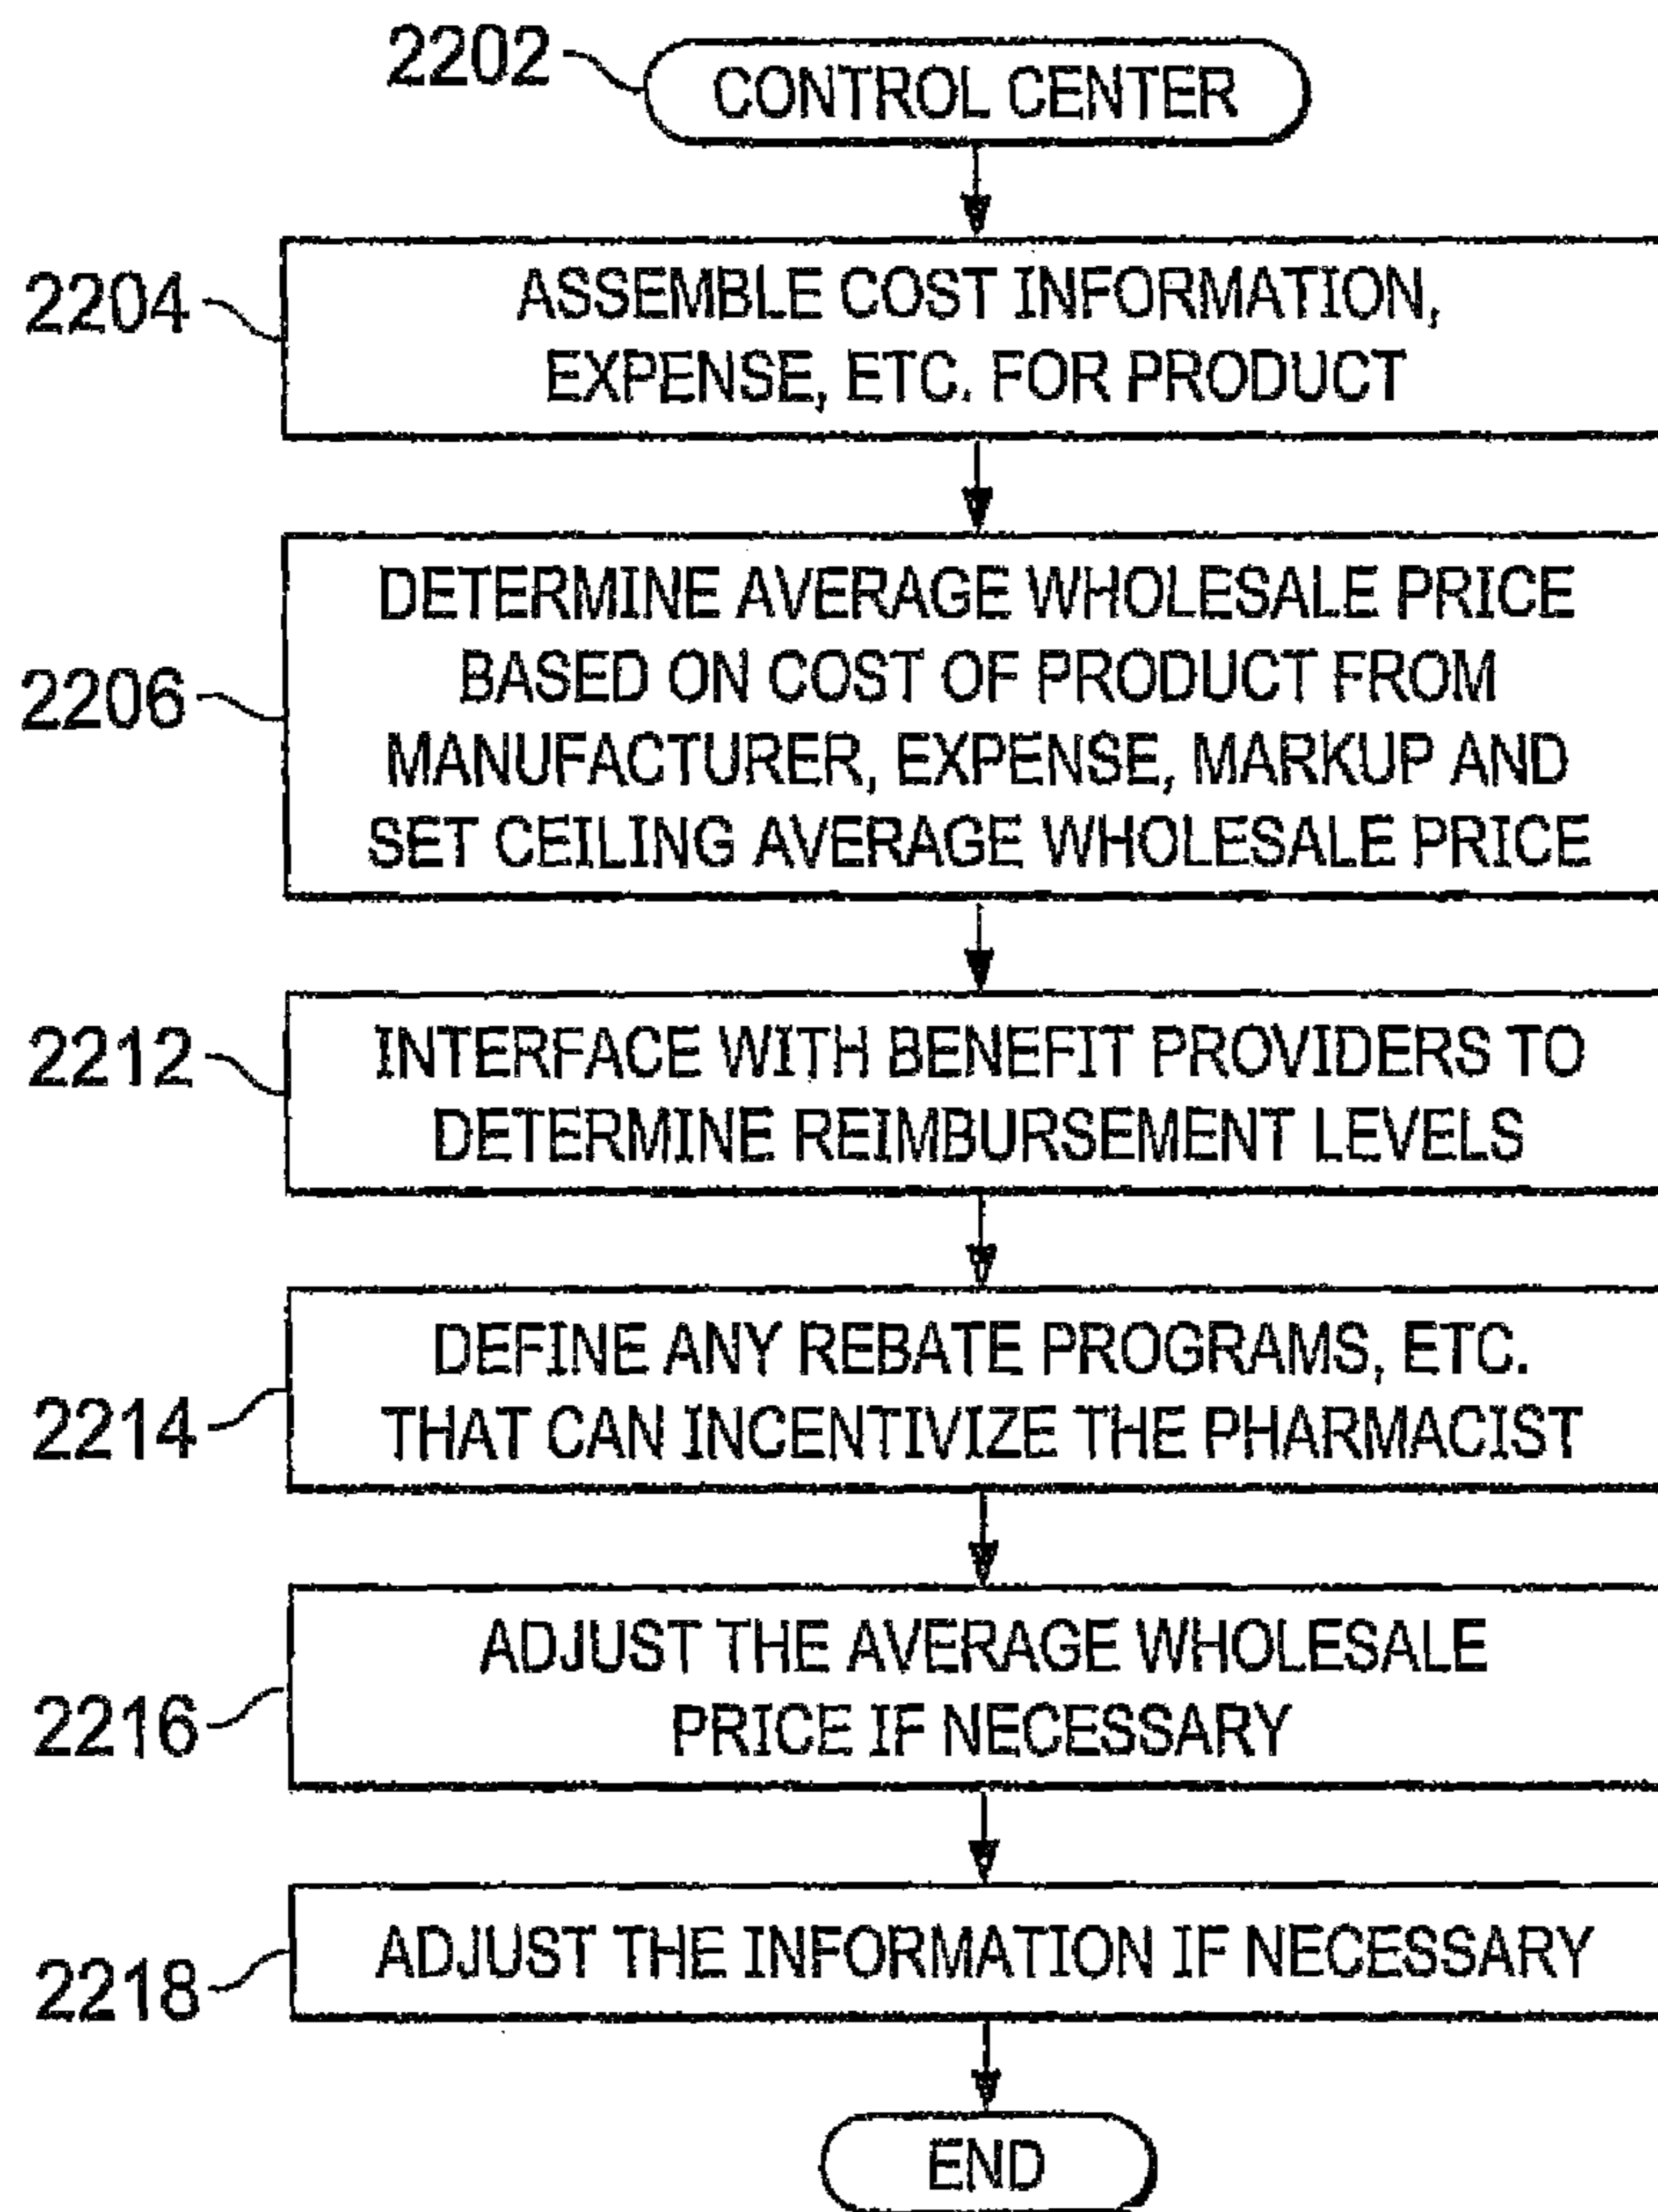 2202
CONTROL CENTER
2204
ASSEMBLE COST INFORMATION,
EXPENSE, ETC. FOR PRODUCT
2206
DETERMINE AVERAGE WHOLESALE PRICE
BASED ON COST OF PRODUCT FROM
MANUFACTURER, EXPENSE, MARKUP AND
SET CEILING AVERAGE WHOLESALE PRICE
2212
INTERFACE WITH BENEFIT PROVIDERS TO
DETERMINE REIMBURSEMENT LEVELS
2214
DEFINE ANY REBATE PROGRAMS, ETC.
THAT CAN INCENTIVIZE THE PHARMACIST
2216
ADJUST THE AVERAGE WHOLESALE
PRICE IF NECESSARY
2218
ADJUST THE INFORMATION IF NECESSARY
END